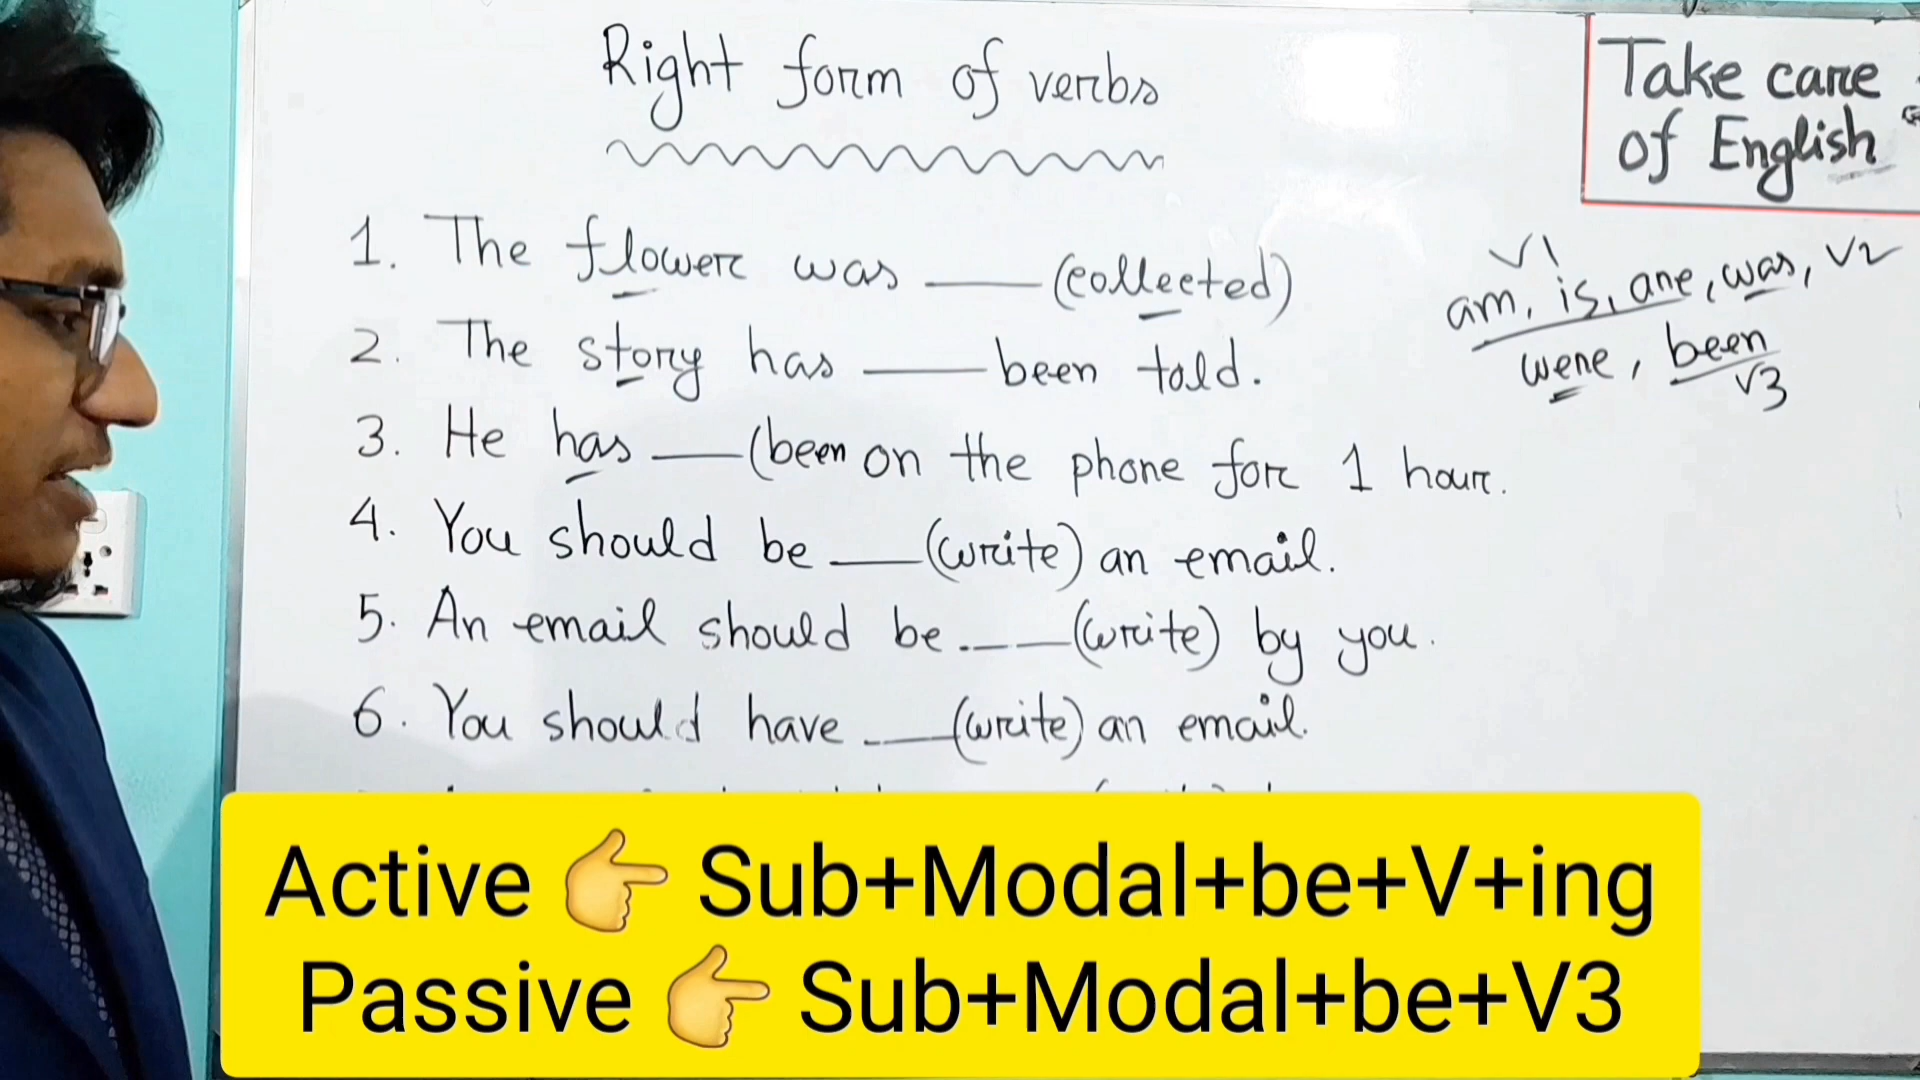 Right form of verbs
Take care
of English
1. The flower was ___ (collected)
2. The story has ___ been told.
3. He has ___ (been on the phone for 1 hour.
4. You should be ___ (write) an email.
5. An email should be ___ (write) by you.
6. You should have ___ (write) an email.
V1
am, is, are, was, V2
were, been
V3
Active 👉 Sub+Modal+be+V+ing
Passive 👉 Sub+Modal+be+V3